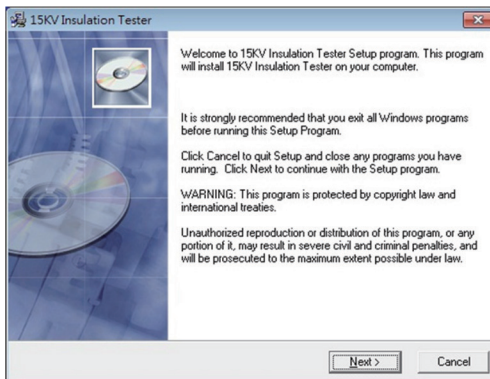 15KV Insulation Tester
Welcome to 15KV Insulation Tester Setup program. This program
will install 15KV Insulation Tester on your computer.
It is strongly recommended that you exit all Windows programs
before running this Setup Program.
Click Cancel to quit Setup and close any programs you have
running. Click Next to continue with the Setup program.
WARNING: This program is protected by copyright law and
international treaties.
Unauthorized reproduction or distribution of this program, or any
portion of it, may result in severe civil and criminal penalties, and
will be prosecuted to the maximum extent possible under law.
Next >
Cancel